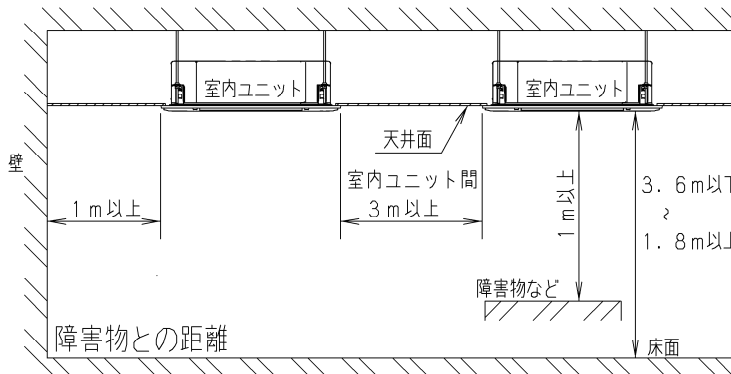 室内ユニット
室内ユニット
天井面
壁
室内ユニット間
1m以上
3m以上
1m以上
3.6m以下
~
1.8m以上
障害物など
障害物との距離
床面